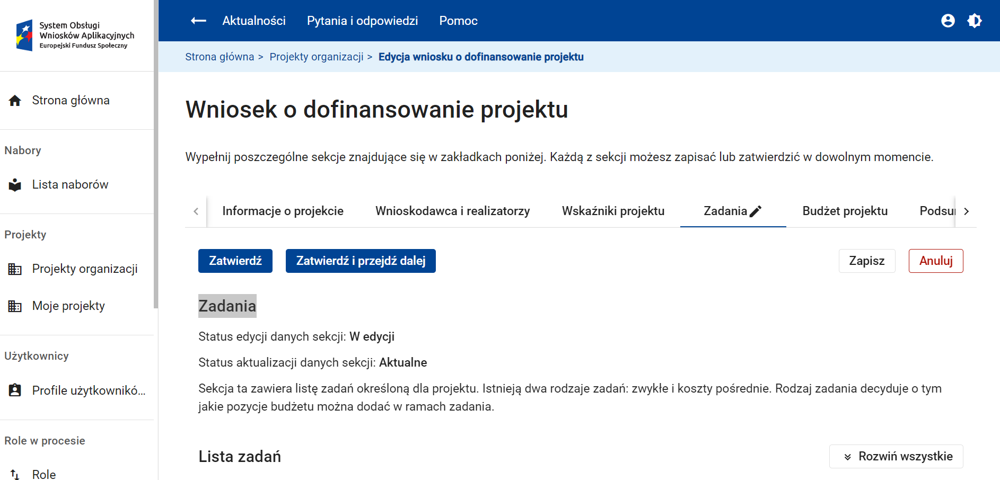 System Obsługi
Wniosków Aplikacyjnych
Europejski Fundusz Społeczny
Strona główna
Nabory
Lista naborów
Projekty
Projekty organizacji
Moje projekty
Użytkownicy
Profile użytkownikó...
Role w procesie
Role
Aktualności Pytania i odpowiedzi Pomoc
Strona główna > Projekty organizacji > Edycja wniosku o dofinansowanie projektu
Wniosek o dofinansowanie projektu
Wypełnij poszczególne sekcje znajdujące się w zakładkach poniżej. Każdą z sekcji możesz zapisać lub zatwierdzić w dowolnym momencie.
Informacje o projekcie Wnioskodawca i realizatorzy Wskaźniki projektu Zadania Budżet projektu Podsu
Zatwierdź Zatwierdź i przejdź dalej Zapisz Anuluj
Zadania
Status edycji danych sekcji: W edycji
Status aktualizacji danych sekcji: Aktualne
Sekcja ta zawiera listę zadań określoną dla projektu. Istnieją dwa rodzaje zadań: zwykłe i koszty pośrednie. Rodzaj zadania decyduje o tym
jakie pozycje budżetu można dodać w ramach zadania.
Lista zadań Rozwiń wszystkie